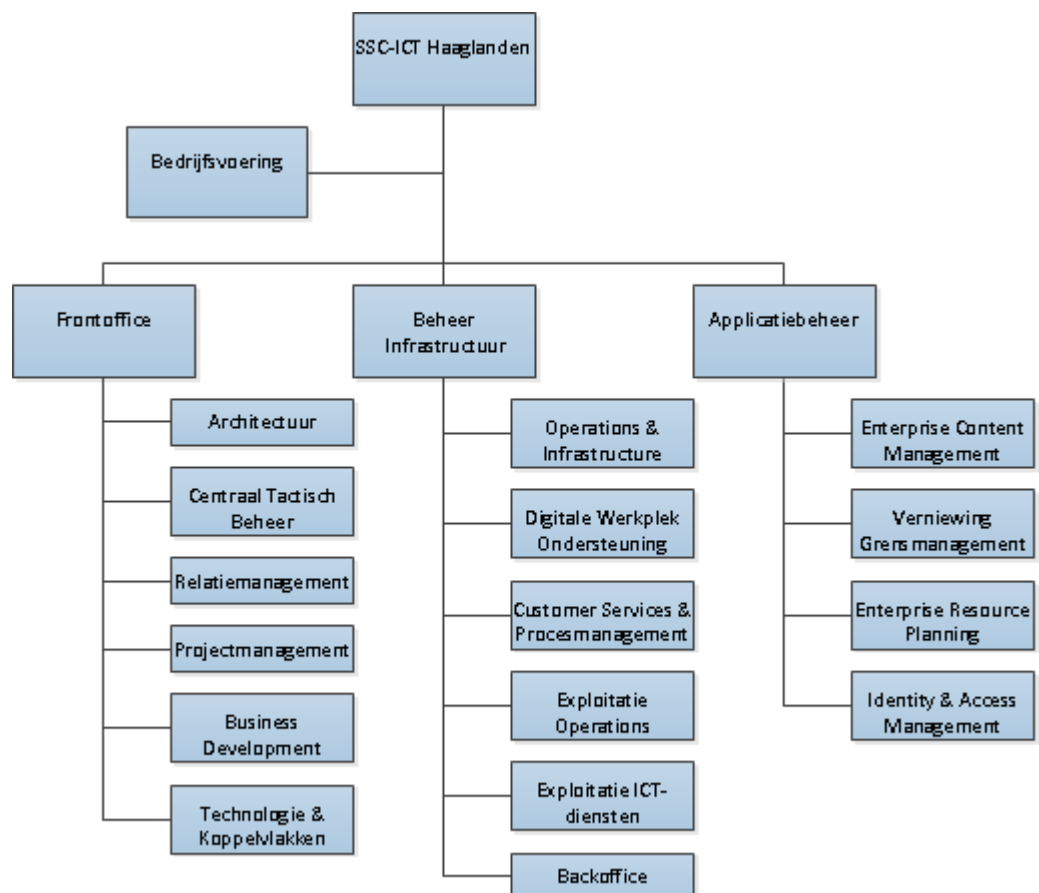 SSC-ICT Haaglanden
Bedrijfsvoering
Frontoffice
Architectuur
Centraal Tactisch
Beheer
Relatiemanagement
Projectmanagement
Business
Development
Technologie &
Koppelvlakken
Beheer
Infrastructuur
Operations &
Infrastructure
Digitale Werkplek
Ondersteuning
Customer Services &
Procesmanagement
Exploitatie
Operations
Exploitatie ICT-
diensten
Backoffice
Applicatiebeheer
Enterprise Content
Management
Verniewing
Grensmanagement
Enterprise Resource
Planning
Identity & Access
Management